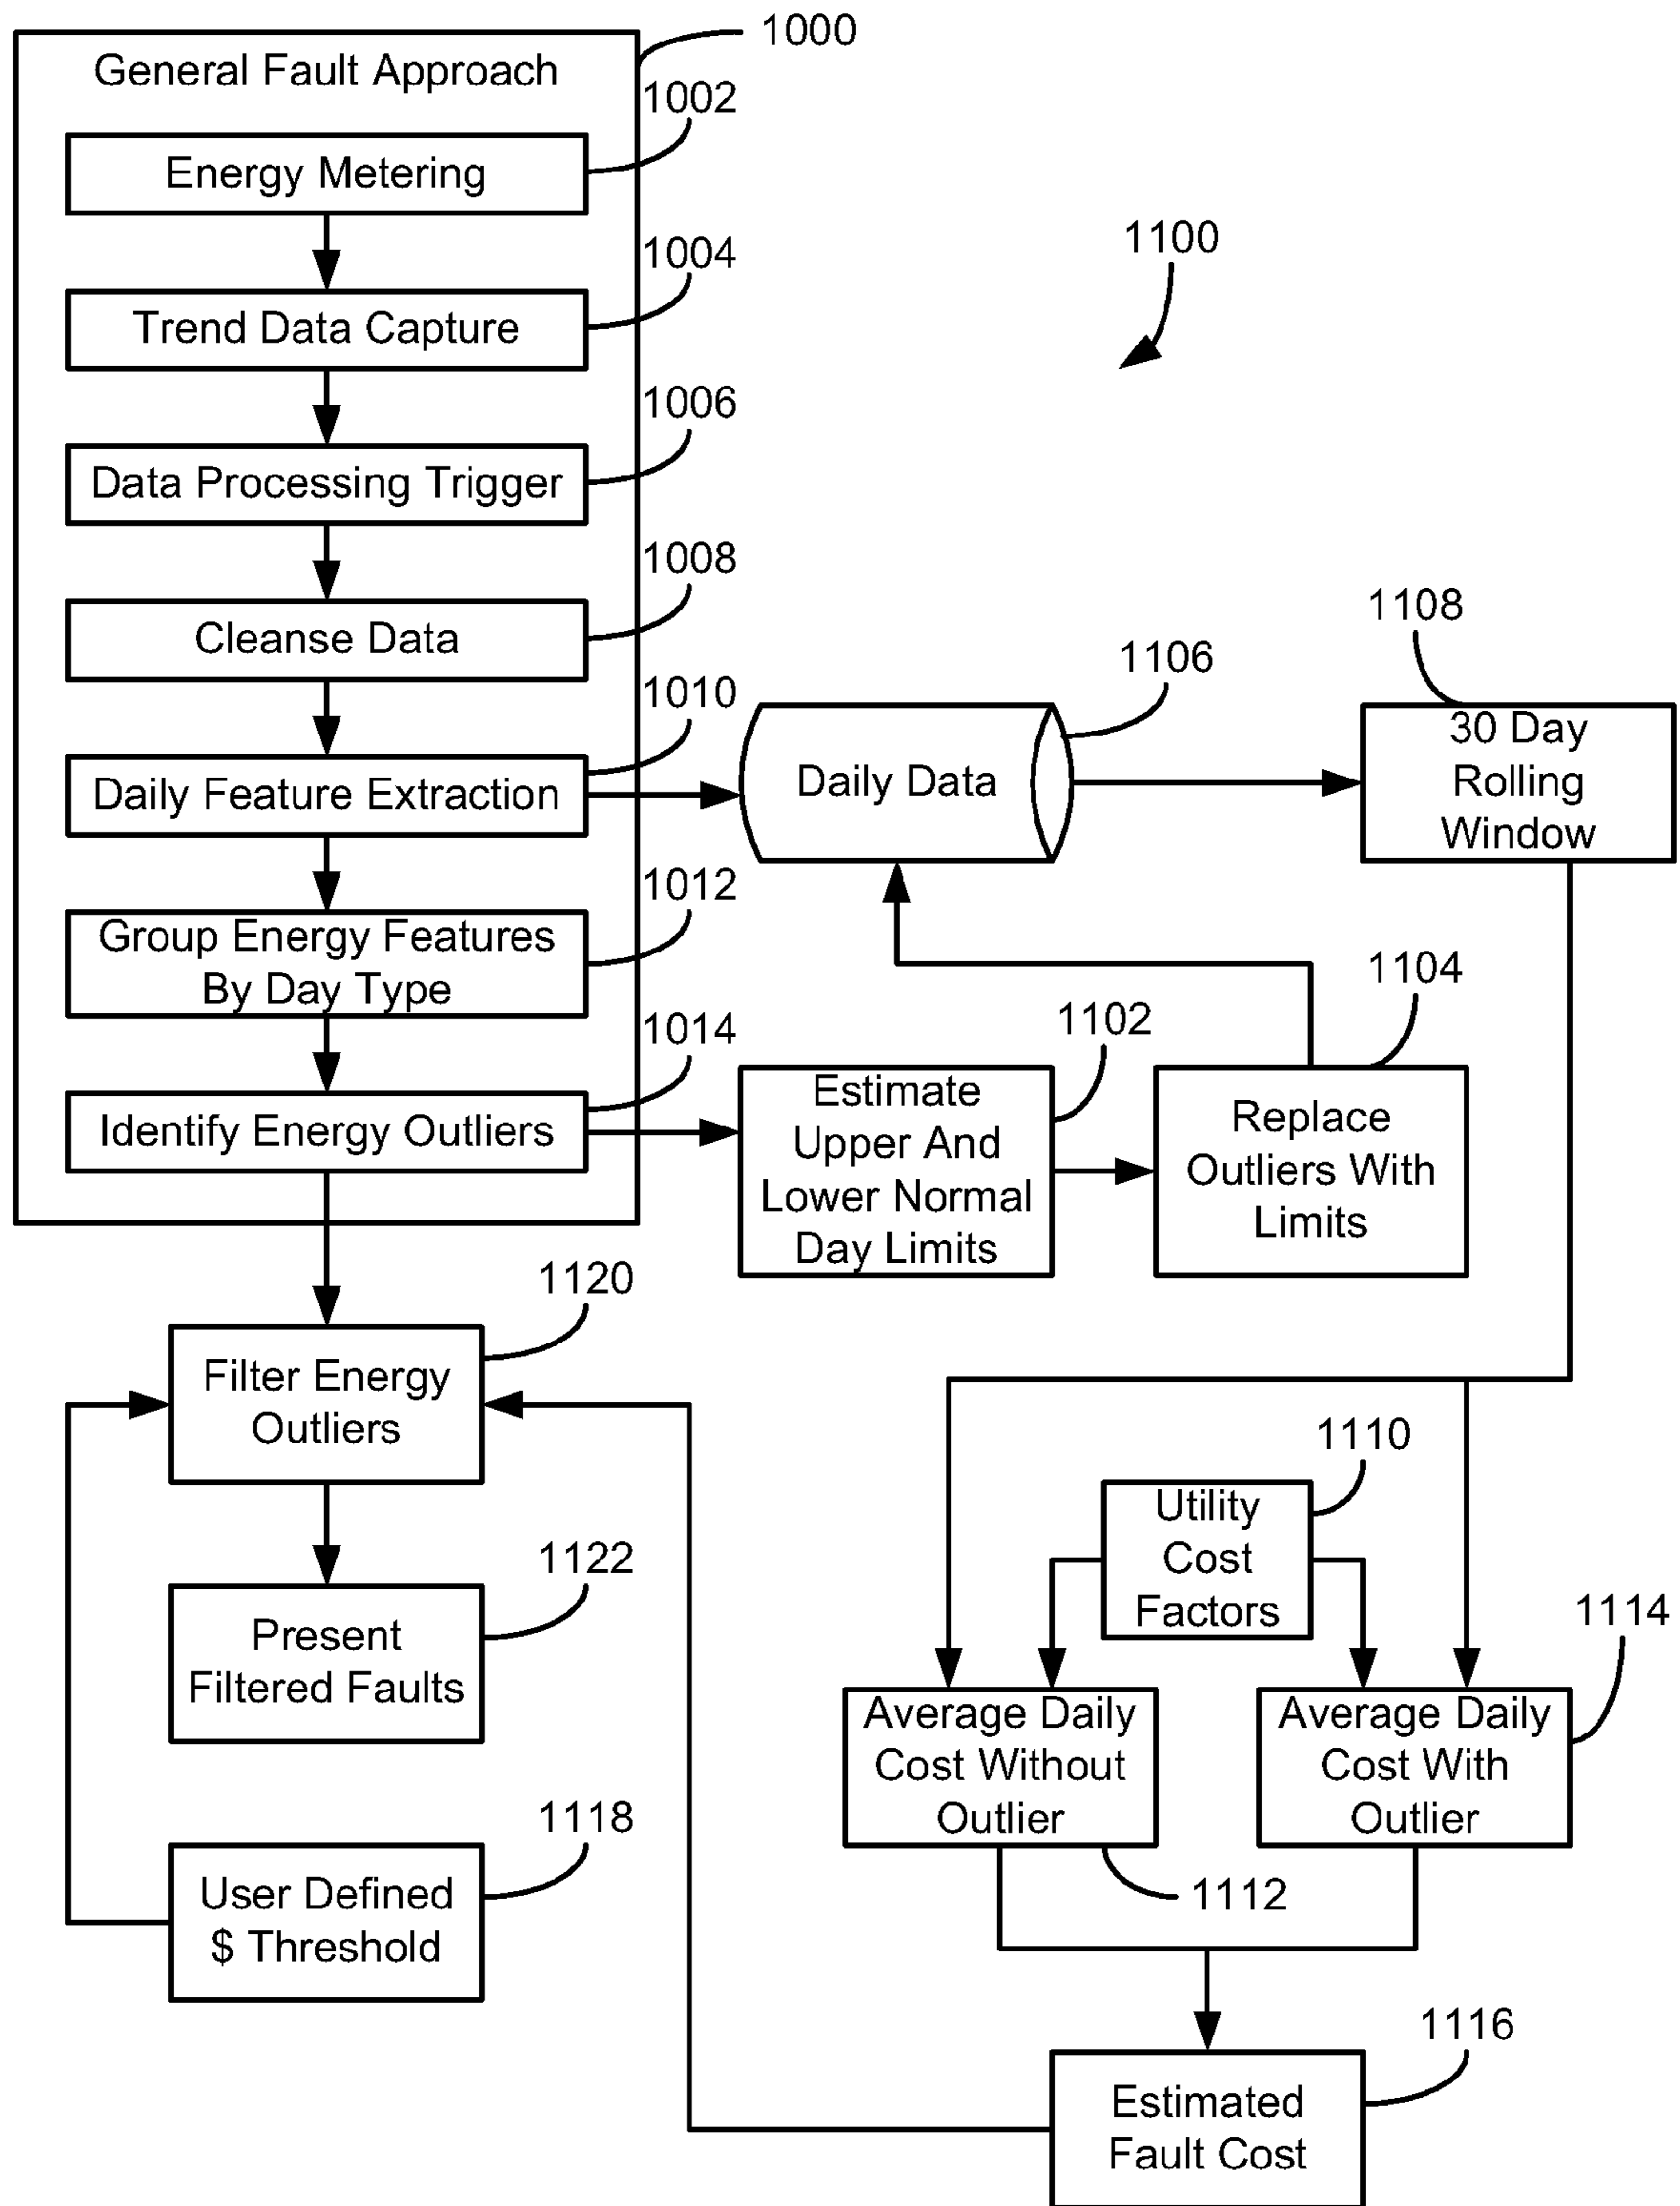 1000
General Fault Approach
1002
Energy Metering
1004
Trend Data Capture
1006
Data Processing Trigger
1008
Cleanse Data
1010
Daily Feature Extraction
1012
Group Energy Features
By Day Type
1014
Identify Energy Outliers
1100
1106
Daily Data
1108
30 Day
Rolling
Window
1102
Estimate
Upper And
Lower Normal
Day Limits
1104
Replace
Outliers With
Limits
1120
Filter Energy
Outliers
1122
Present
Filtered Faults
1118
User Defined
$ Threshold
1110
Utility
Cost
Factors
1114
Average Daily
Cost Without
Outlier
1112
Average Daily
Cost With
Outlier
1116
Estimated
Fault Cost